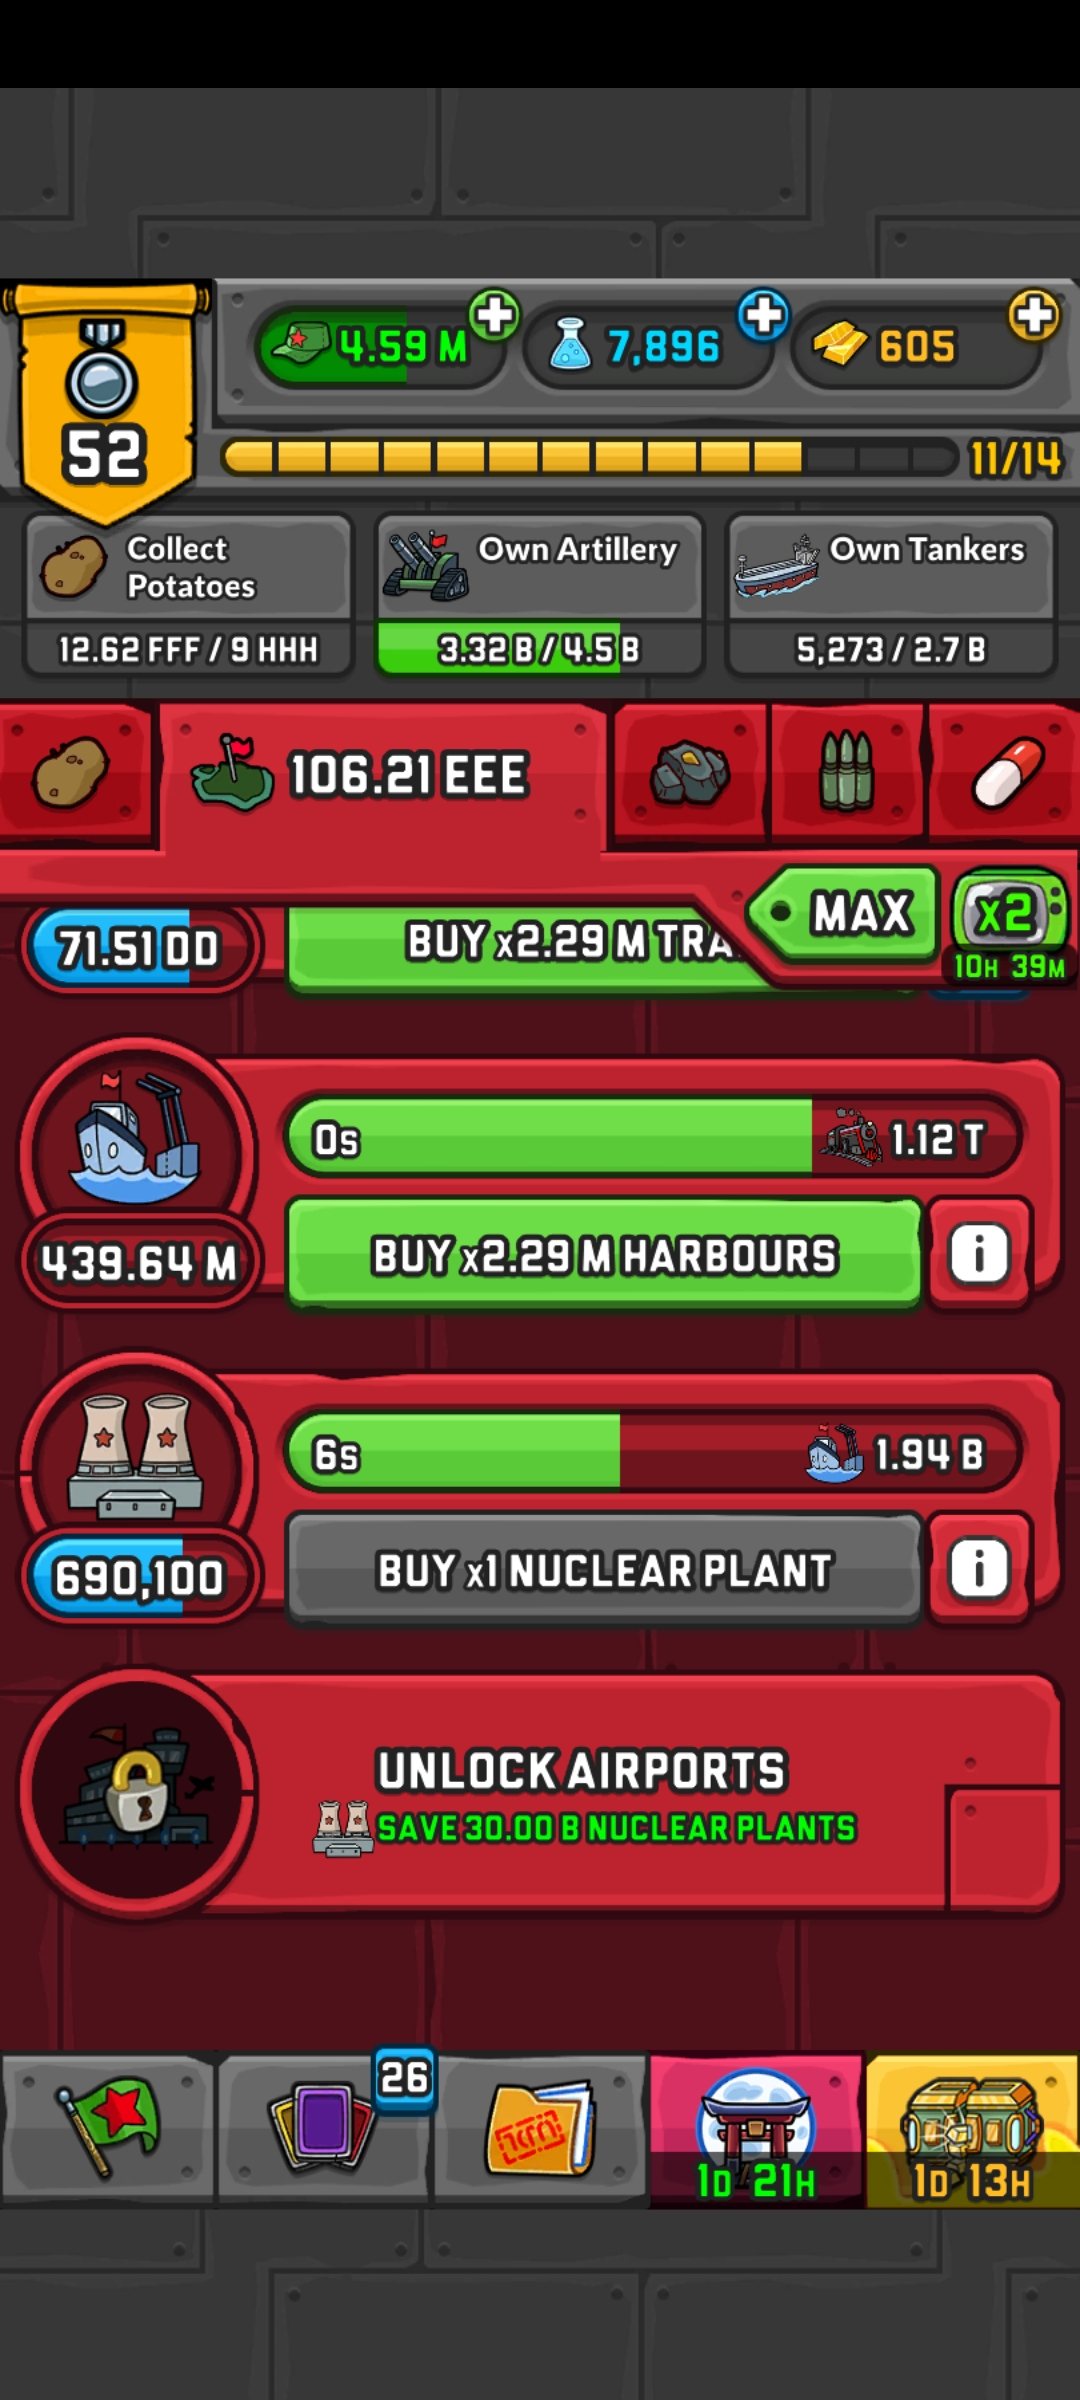 4.59 M
7,896
605
52
11/14
Collect
Potatoes
12.62 FFF / 9 HHH
Own Artillery
3.32 B / 4.5 B
Own Tankers
5,273 / 2.7 B
106.21 EEE
MAX
x2
10H 39M
71.51 DD
BUY x2.29 M TRA
0s
1.12 T
439.64 M
BUY x2.29 M HARBOURS
i
6s
1.94 B
690,100
BUY x1 NUCLEAR PLANT
i
UNLOCK AIRPORTS
SAVE 30.00 B NUCLEAR PLANTS
26
1D 21H
1D 13H